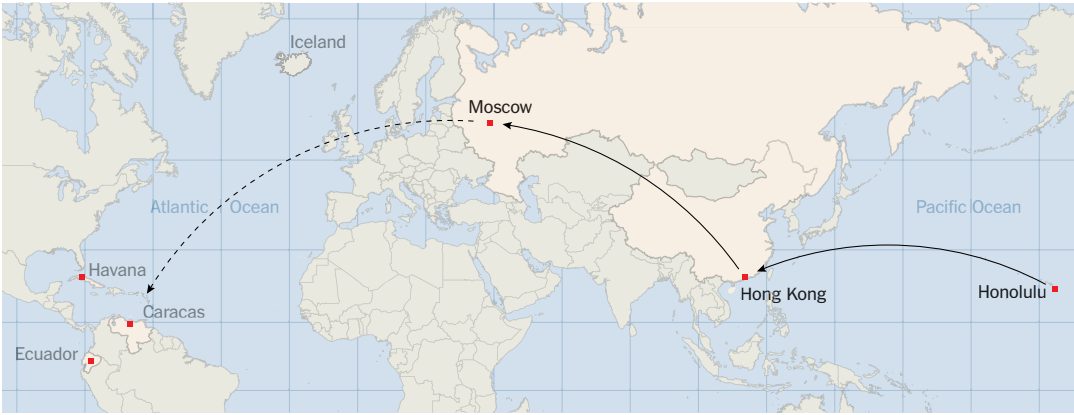 Iceland
Moscow
Atlantic Ocean
Pacific Ocean
Havana
Hong Kong
Honolulu
Caracas
Ecuador